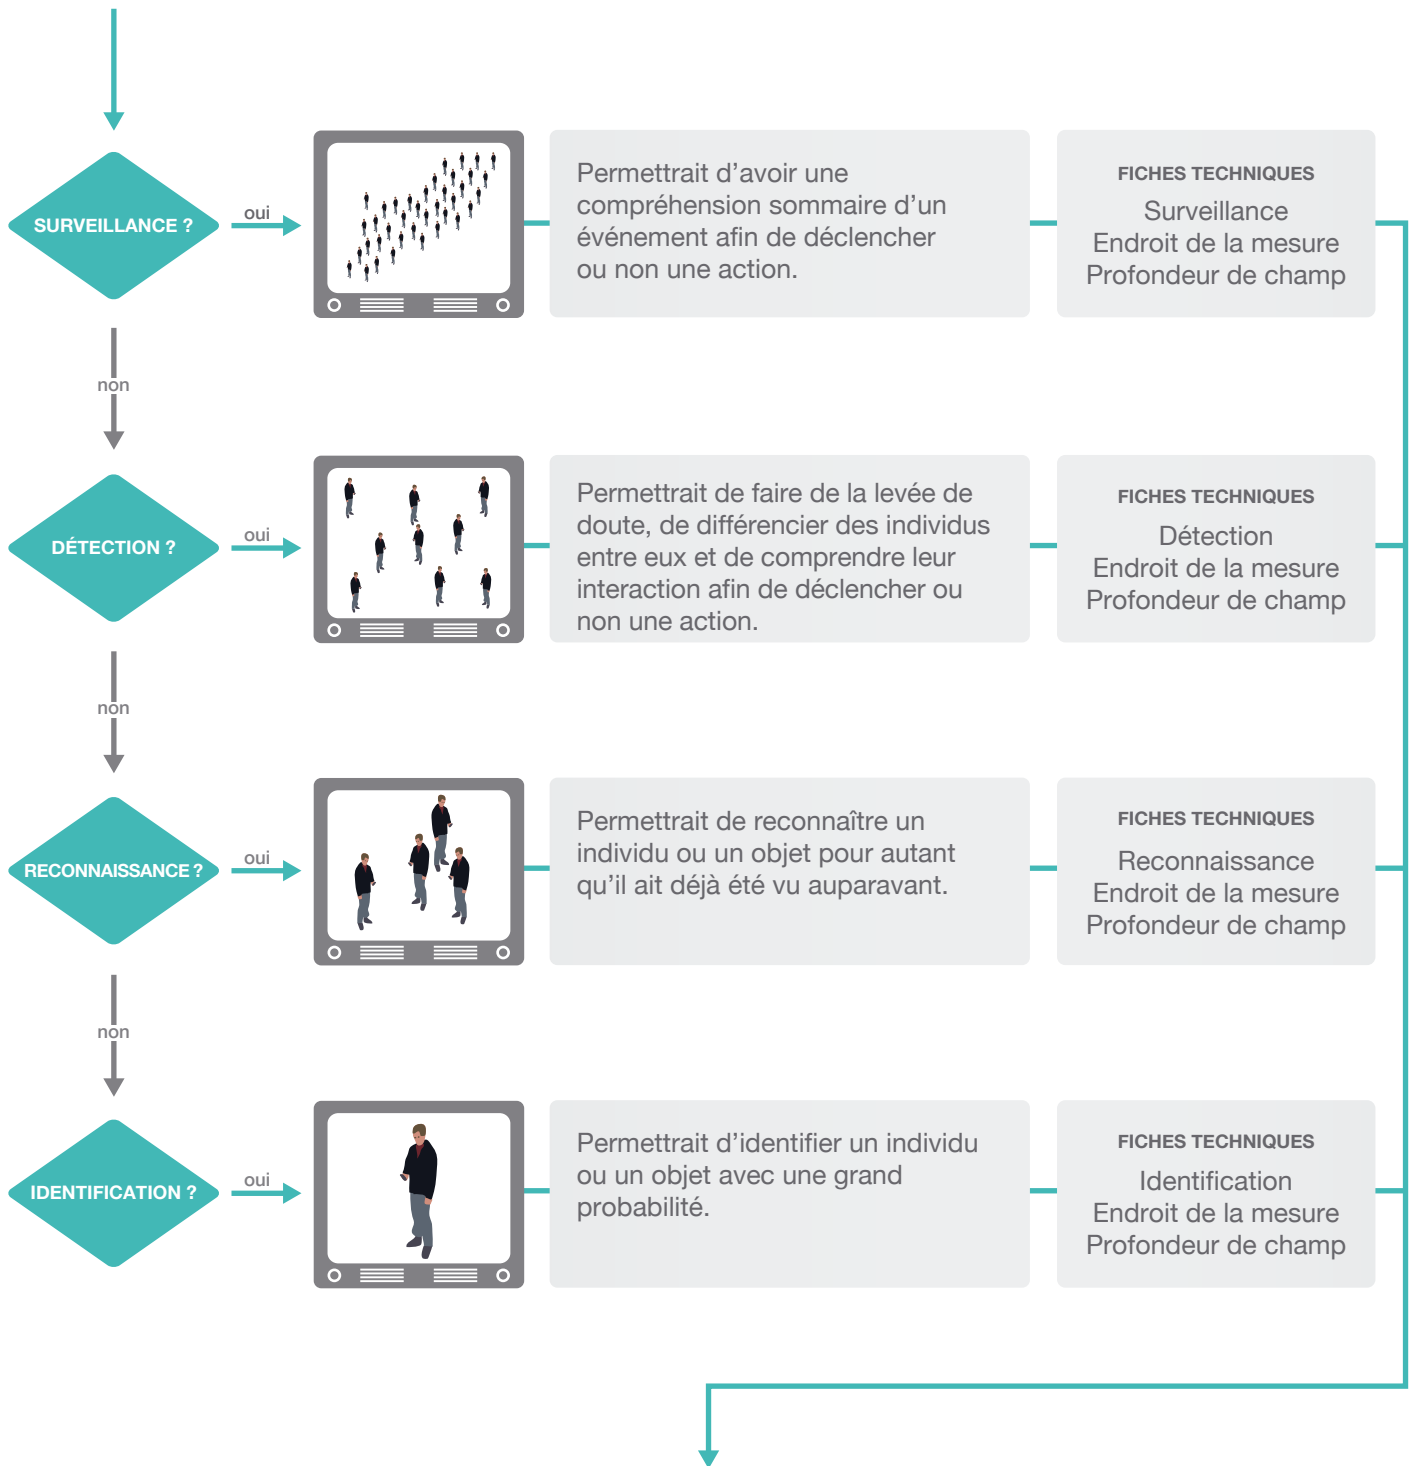 SURVEILLANCE ?
oui
Permettrait d’avoir une
compréhension sommaire d’un
événement afin de déclencher
ou non une action.
FICHES TECHNIQUES
Surveillance
Endroit de la mesure
Profondeur de champ
non
DÉTECTION ?
oui
Permettrait de faire de la levée de
doute, de différencier des individus
entre eux et de comprendre leur
interaction afin de déclencher ou
non une action.
FICHES TECHNIQUES
Détection
Endroit de la mesure
Profondeur de champ
non
RECONNAISSANCE ?
oui
Permettrait de reconnaître un
individu ou un objet pour autant
qu’il ait déjà été vu auparavant.
FICHES TECHNIQUES
Reconnaissance
Endroit de la mesure
Profondeur de champ
non
IDENTIFICATION ?
oui
Permettrait d’identifier un individu
ou un objet avec une grand
probabilité.
FICHES TECHNIQUES
Identification
Endroit de la mesure
Profondeur de champ